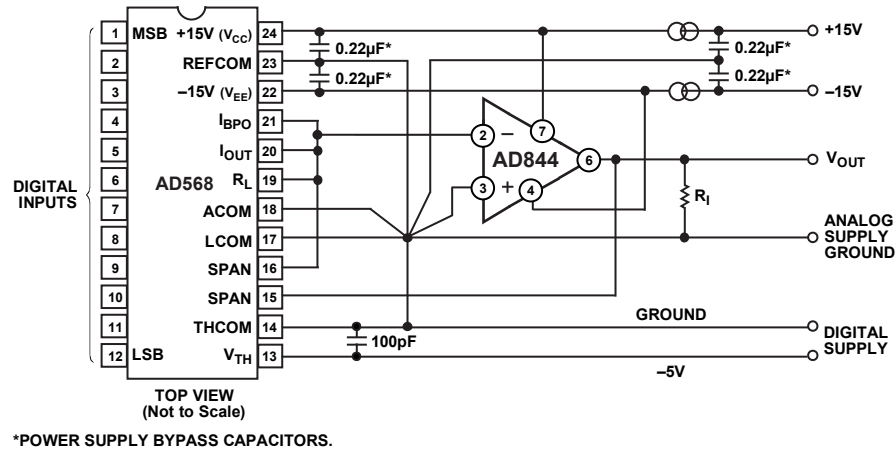 1 MSB +15V (VCC) 24
2 REFCOM 23
3 –15V (VEE) 22
4 IBPO 21
5 IOUT 20
6 RL 19
7 ACOM 18
8 LCOM 17
9 SPAN 16
10 SPAN 15
11 THCOM 14
12 LSB VTH 13
AD568
DIGITAL
INPUTS
TOP VIEW
(Not to Scale)
0.22µF*
0.22µF*
0.22µF*
0.22µF*
+15V
–15V
2 –
3 +
7
4
6
AD844
VOUT
RI
ANALOG
SUPPLY
GROUND
GROUND
100pF
DIGITAL
SUPPLY
–5V
*POWER SUPPLY BYPASS CAPACITORS.